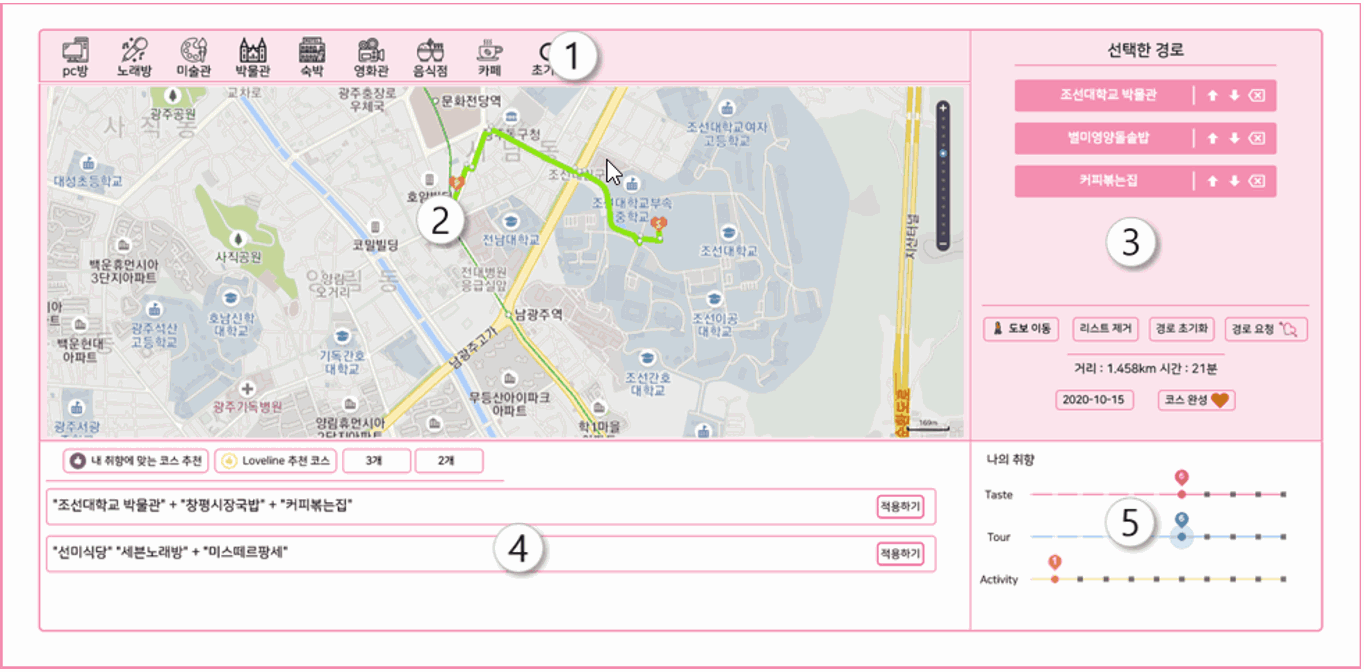 pc방
노래방
미술관
박물관
숙박
영화관
음식점
카페
초기
1
교차로
광주공원
사직동
대성초등학교
광주충장로
우체국
문화전당역
동구청
서남동
조선대학교여자
고등학교
호암빌딩
2
코밀빌딩
전남대학교
조선대학교부속
중학교
조선대학교
지산터널
백운휴먼시아
3단지아파트
사직공원
양림
오거리
전대병원
응급실앞
남광주역
조선이공
대학교
광주석산
고등학교
호남신학
대학교
백운현대
아파트
기독간호
대학교
남광주고가
조선간호
대학교
광주기독병원
무등산아이파크
아파트
광주서광
양림휴먼시아
2단지아파트
학1마을
순환도로
169m
선택한 경로
조선대학교 박물관
별미영양돌솥밥
커피볶는집
3
도보 이동
리스트 제거
경로 초기화
경로 요청
거리 : 1.458km 시간 : 21분
2020-10-15
코스 완성
내 취향에 맞는 코스 추천
Loveline 추천 코스
3개
2개
"조선대학교 박물관" + "창평시장국밥" + "커피볶는집"
적용하기
"선미식당" "세븐노래방" + "미스떼르팡세"
적용하기
4
나의 취향
6
Taste
6
Tour
5
1
Activity